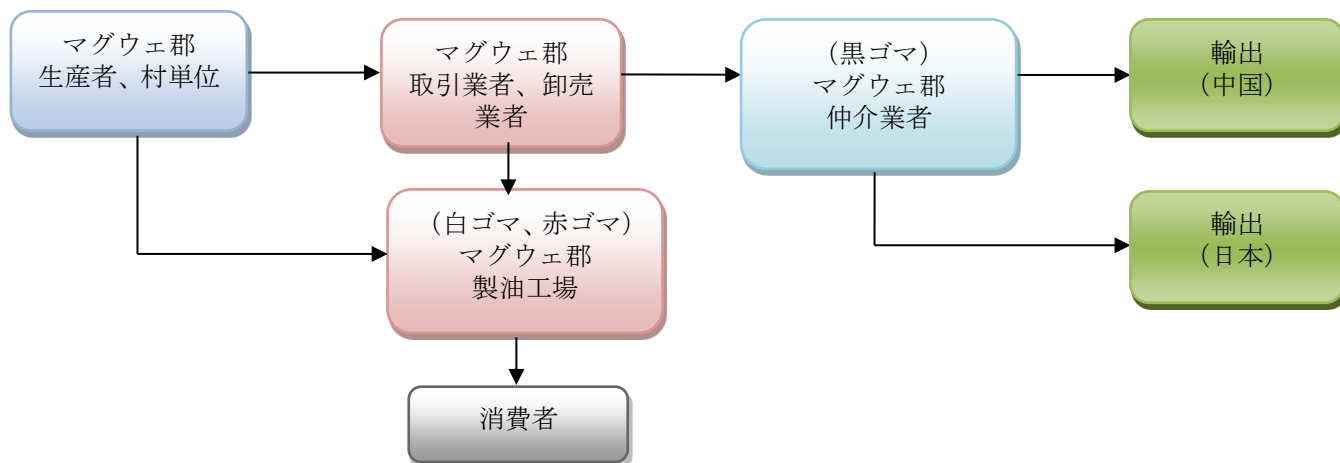 マグウェ郡
生産者、村単位
マグウェ郡
取引業者、卸売
業者
（黒ゴマ）
マグウェ郡
仲介業者
輸出
（中国）
（白ゴマ、赤ゴマ）
マグウェ郡
製油工場
輸出
（日本）
消費者